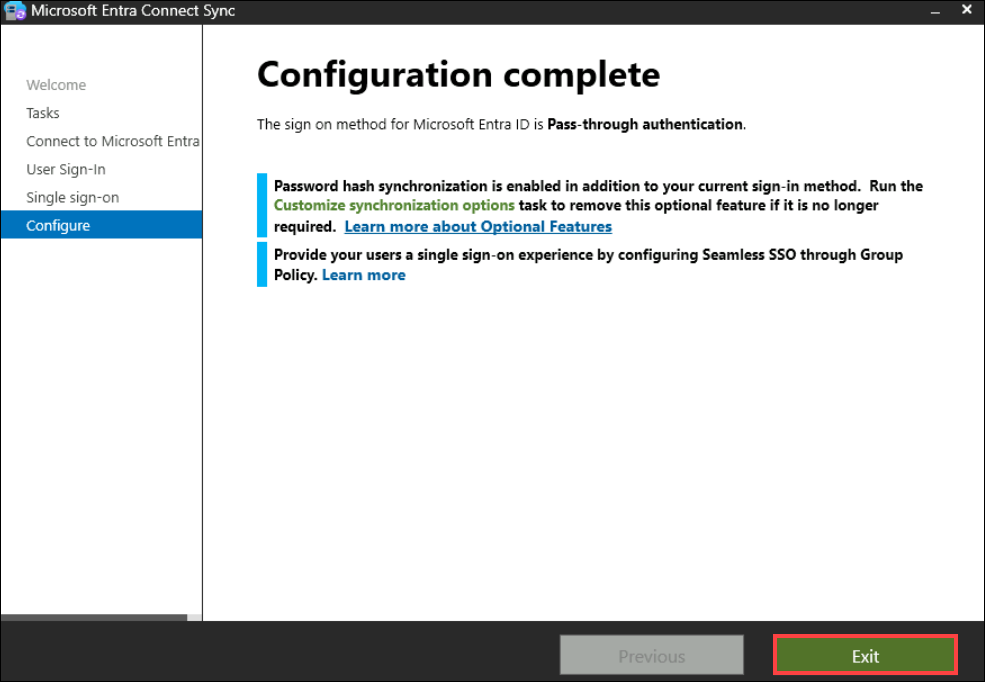 Microsoft Entra Connect Sync
Welcome
Tasks
Connect to Microsoft Entra
User Sign-In
Single sign-on
Configure
Configuration complete
The sign on method for Microsoft Entra ID is Pass-through authentication.
Password hash synchronization is enabled in addition to your current sign-in method.  Run the
Customize synchronization options task to remove this optional feature if it is no longer
required.  Learn more about Optional Features
Provide your users a single sign-on experience by configuring Seamless SSO through Group
Policy. Learn more
Previous
Exit